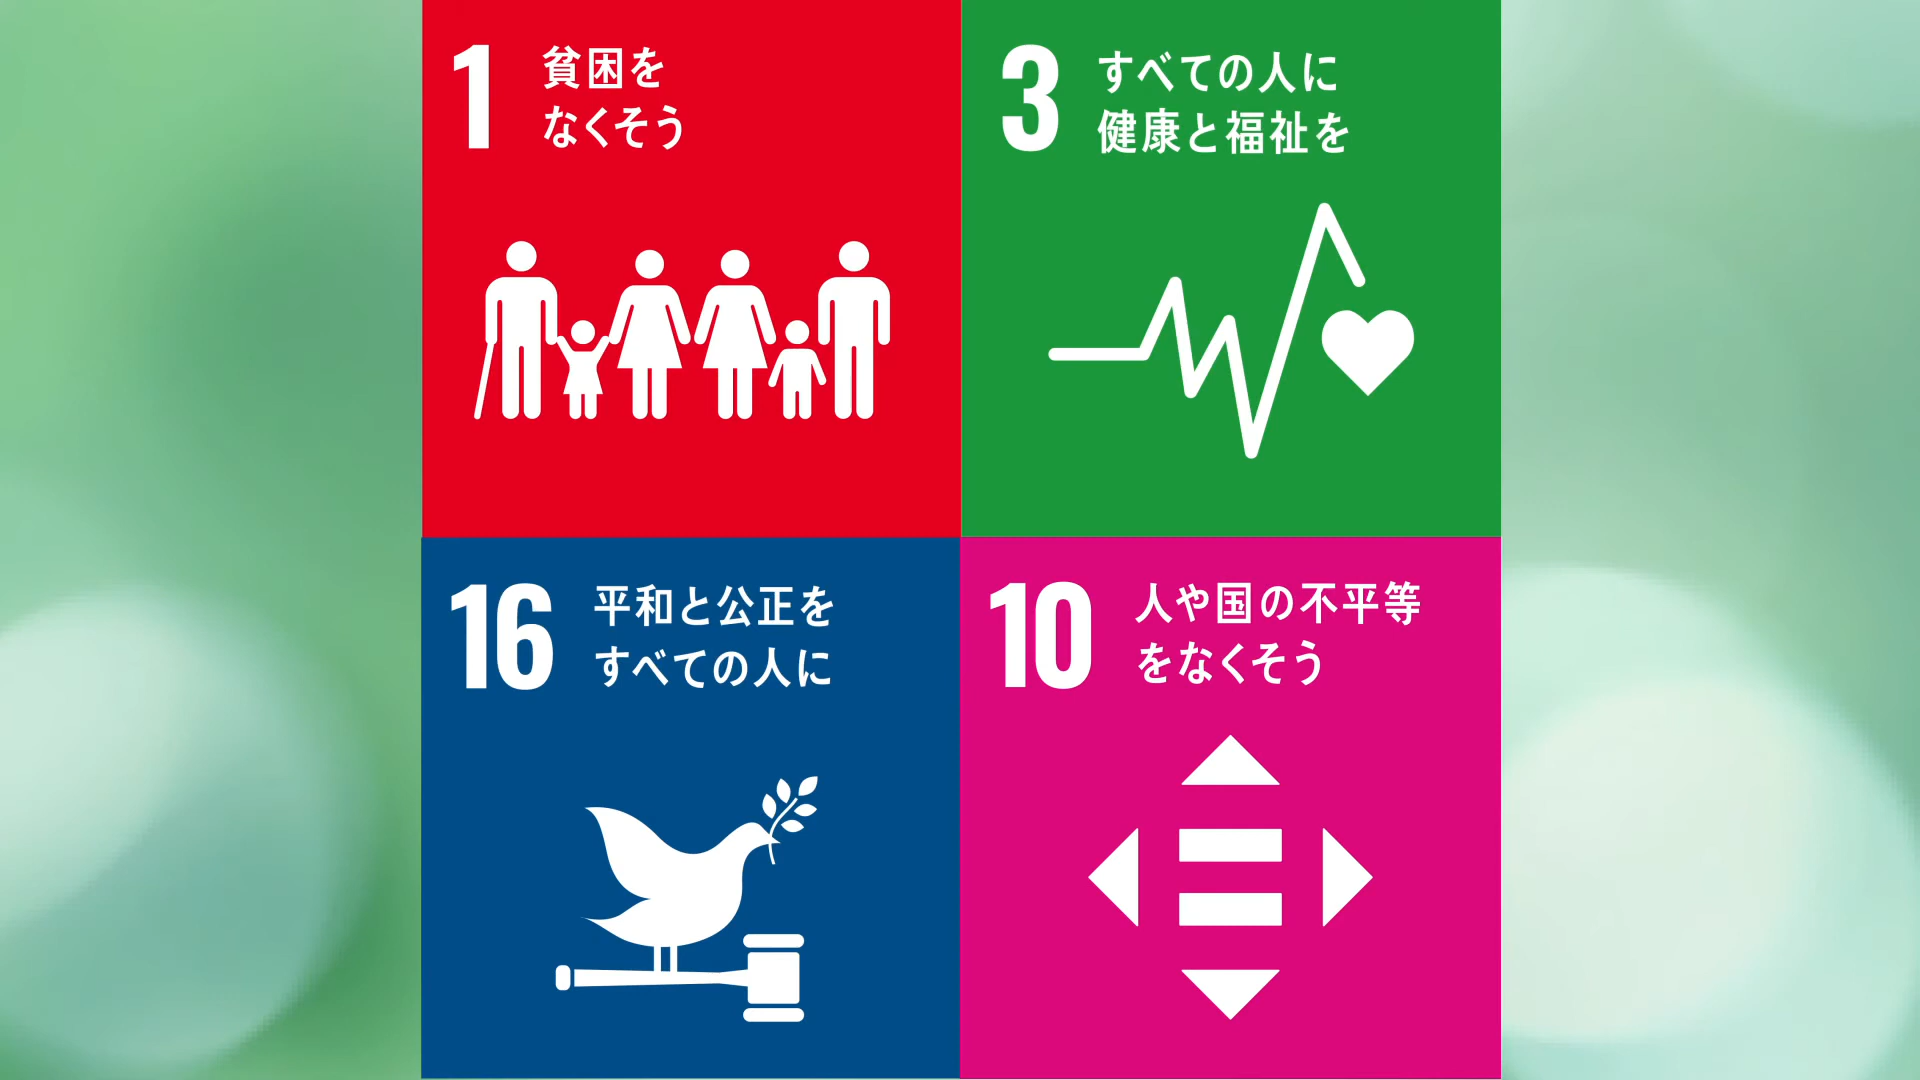 1
貧困を
なくそう
3
すべての人に
健康と福祉を
16
平和と公正を
すべての人に
10
人や国の不平等
をなくそう